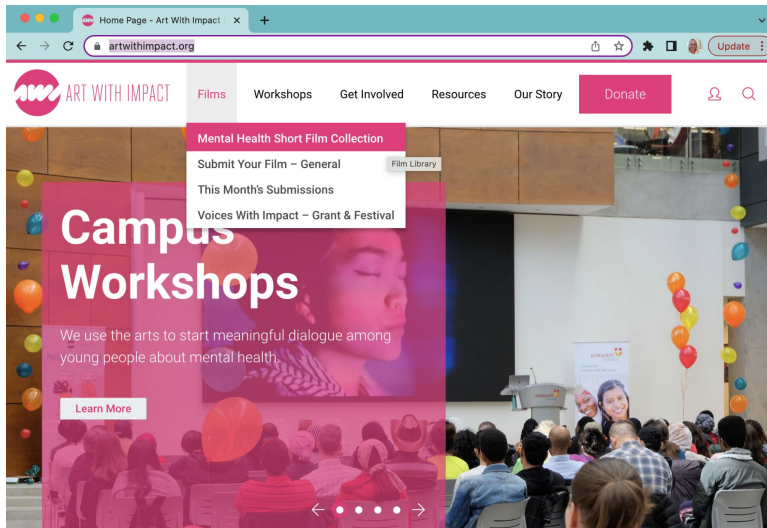 Home Page - Art With Impact :
artwithimpact.org
Update
ART WITH IMPACT
Films
Workshops
Get Involved
Resources
Our Story
Donate
Mental Health Short Film Collection
Submit Your Film – General
Film Library
This Month's Submissions
Voices With Impact – Grant & Festival
Campus
Workshops
We use the arts to start meaningful dialogue among
young people about mental health.
Learn More
NORQUEST